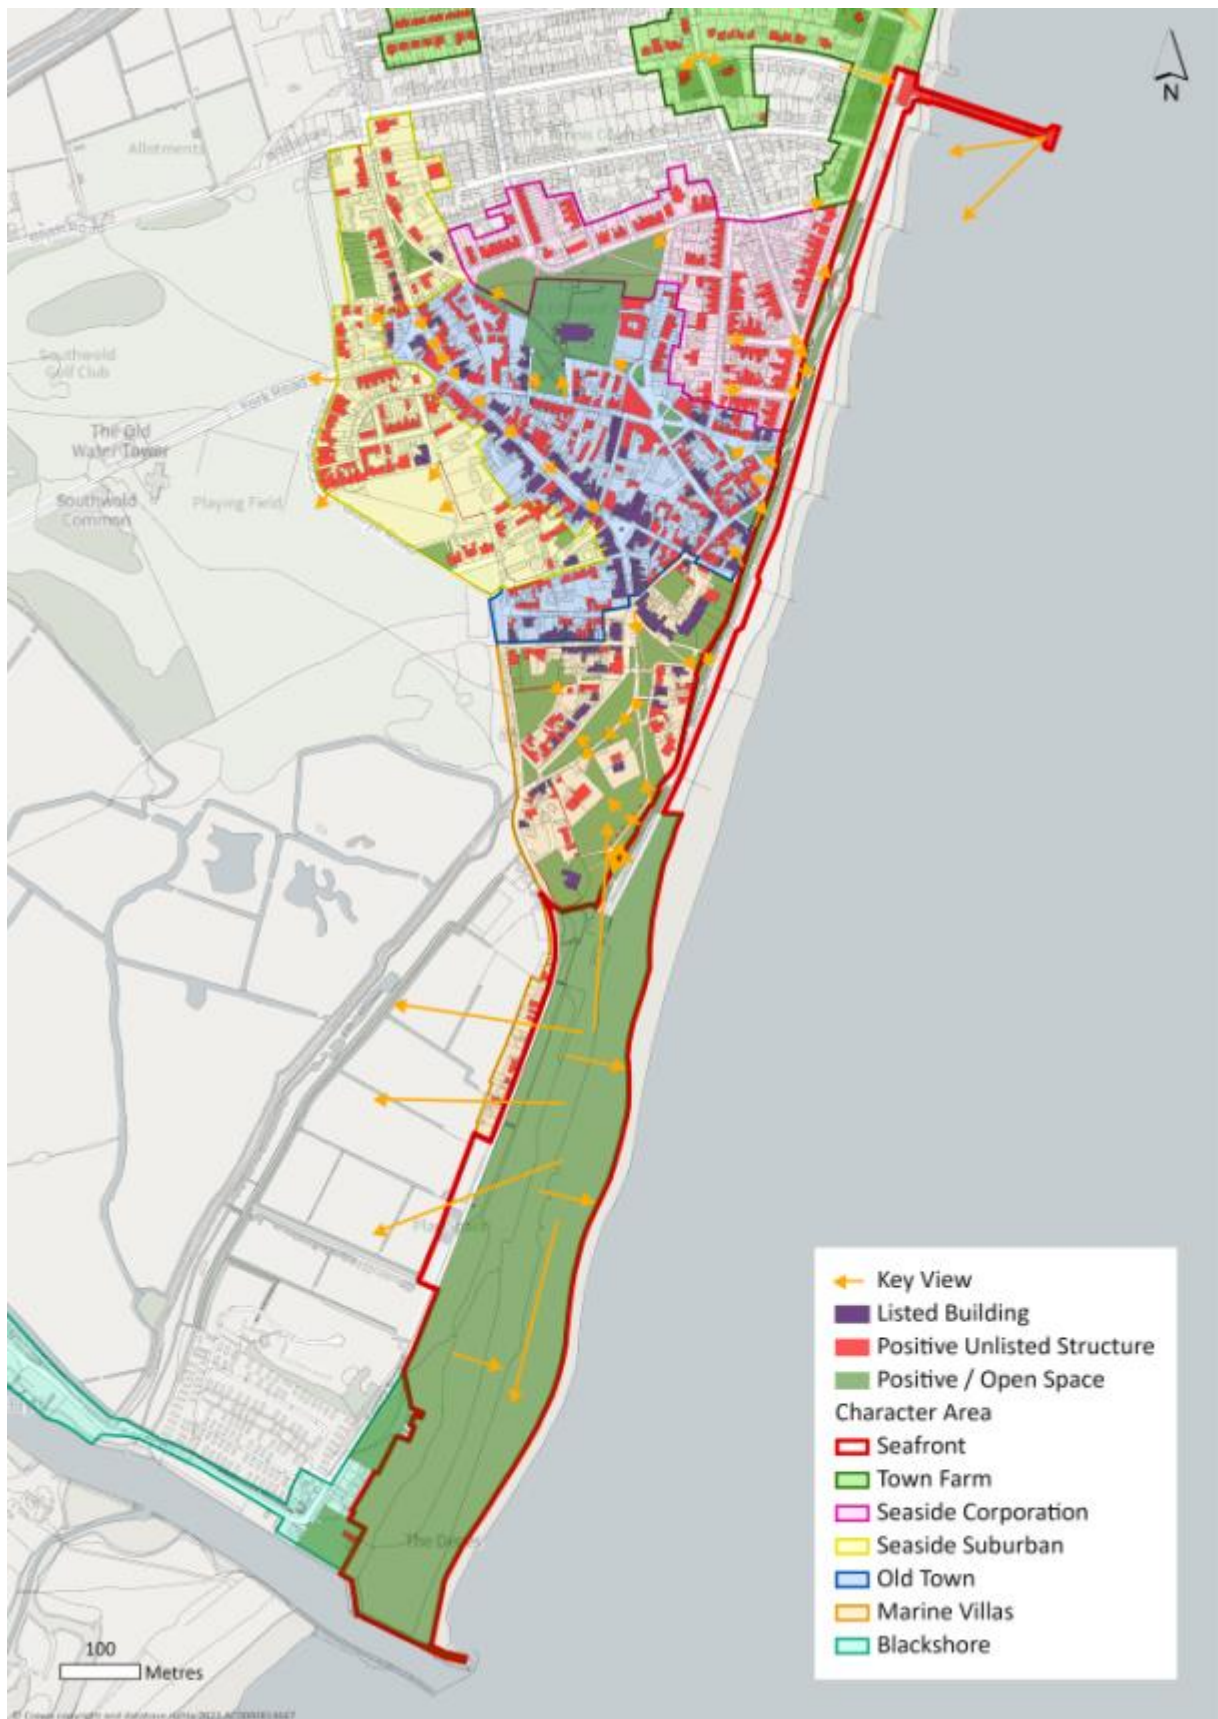 N
Allotments
Tennis Courts
Southwold
Golf Club
York Road
The Old
Water Tower
Playing Field
Southwold
Common
Key View
Listed Building
Positive Unlisted Structure
Positive / Open Space
Character Area
Seafront
Town Farm
Seaside Corporation
Seaside Suburban
Old Town
Marine Villas
Blackshore
The Denes
100
Metres